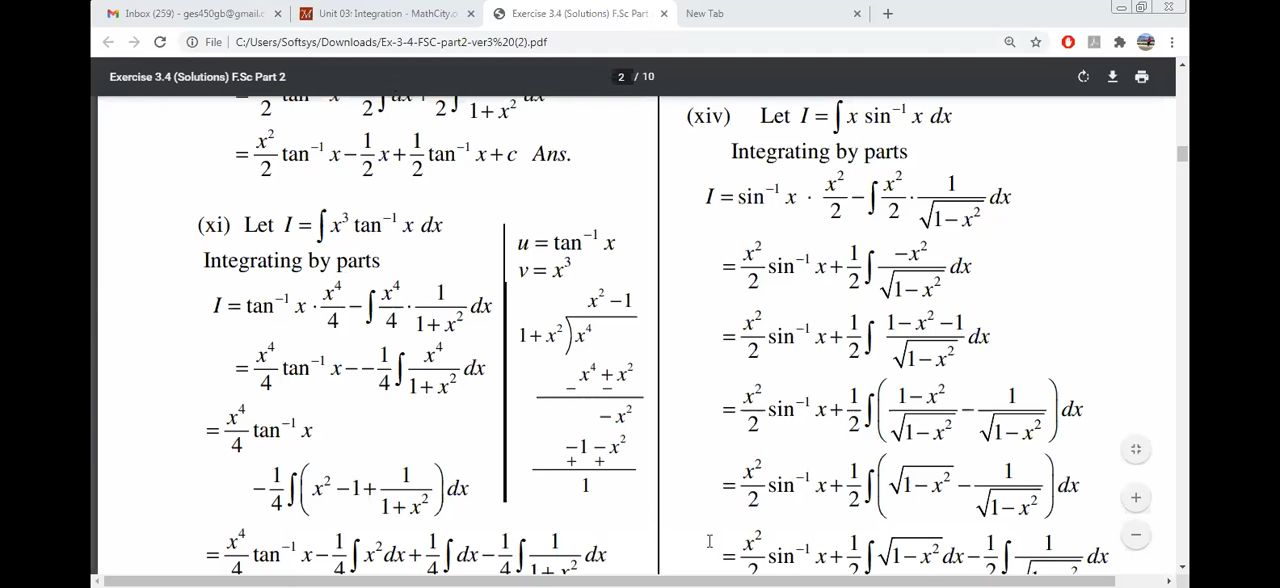 Inbox (259) - ges450gb@gmail.c
Unit 03: Integration - MathCity.o
Exercise 3.4 (Solutions) F.Sc Part
New Tab
File | C:/Users/Softsys/Downloads/Ex-3-4-FSC-part2-ver3%20(2).pdf
Exercise 3.4 (Solutions) F.Sc Part 2
2 / 10
= x²/2 tan⁻¹ x − 1/2 x + 1/2 tan⁻¹ x + c Ans.
(xi) Let I = ∫ x³ tan⁻¹ x dx
Integrating by parts
I = tan⁻¹ x · x⁴/4 − ∫ x⁴/4 · 1/(1+x²) dx
= x⁴/4 tan⁻¹ x − − 1/4 ∫ x⁴/(1+x²) dx
= x⁴/4 tan⁻¹ x
− 1/4 ∫ ( x² − 1 + 1/(1+x²) ) dx
= x⁴/4 tan⁻¹ x − 1/4 ∫ x² dx + 1/4 ∫ dx − 1/4 ∫ 1/(1+x²) dx
u = tan⁻¹ x
v = x³
x² − 1
1 + x² ) x⁴
x⁴ + x²
− −
− x²
−1 − x²
+ +
1
(xiv) Let I = ∫ x sin⁻¹ x dx
Integrating by parts
I = sin⁻¹ x · x²/2 − ∫ x²/2 · 1/√(1−x²) dx
= x²/2 sin⁻¹ x + 1/2 ∫ −x²/√(1−x²) dx
= x²/2 sin⁻¹ x + 1/2 ∫ (1−x²−1)/√(1−x²) dx
= x²/2 sin⁻¹ x + 1/2 ∫ ( (1−x²)/√(1−x²) − 1/√(1−x²) ) dx
= x²/2 sin⁻¹ x + 1/2 ∫ ( √(1−x²) − 1/√(1−x²) ) dx
= x²/2 sin⁻¹ x + 1/2 ∫ √(1−x²) dx − 1/2 ∫ 1/√(1−x²) dx